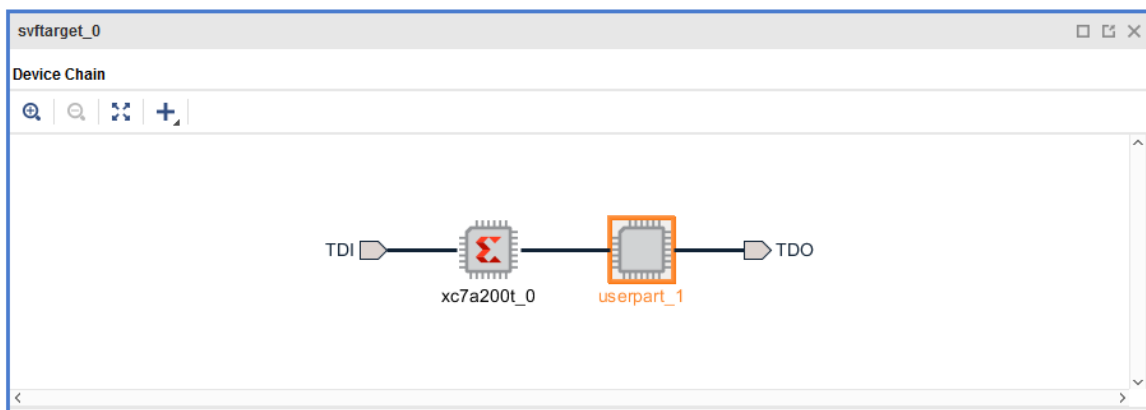 svftarget_0
Device Chain
TDI
TDO
xc7a200t_0
userpart_1